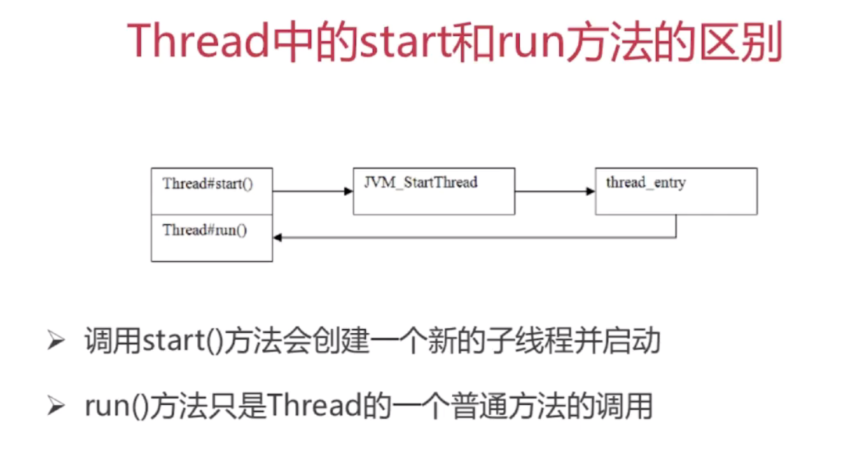 Thread中的start和run方法的区别
Thread#start()
JVM_StartThread
thread_entry
Thread#run()
➢ 调用start()方法会创建一个新的子线程并启动
➢ run()方法只是Thread的一个普通方法的调用